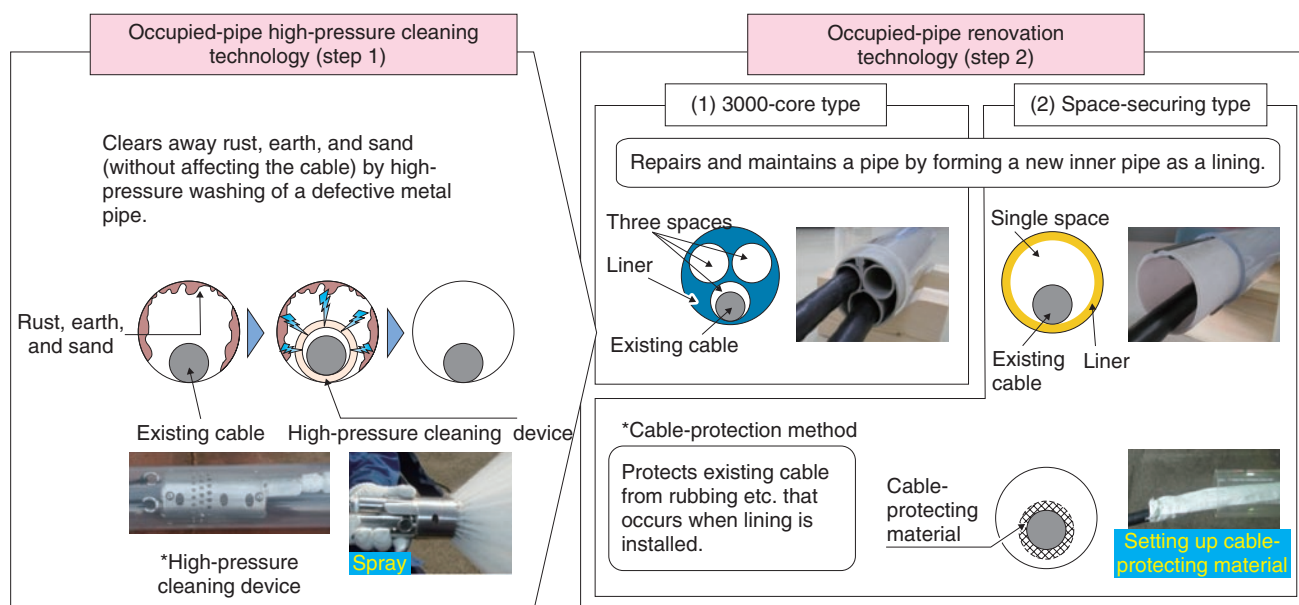 Occupied-pipe high-pressure cleaning
technology (step 1)
Clears away rust, earth, and sand
(without affecting the cable) by high-
pressure washing of a defective metal
pipe.
Rust, earth,
and sand
Existing cable
High-pressure cleaning device
*High-pressure
cleaning device
Spray
Occupied-pipe renovation
technology (step 2)
(1) 3000-core type
(2) Space-securing type
Repairs and maintains a pipe by forming a new inner pipe as a lining.
Three spaces
Liner
Existing cable
Single space
Existing
cable
Liner
*Cable-protection method
Protects existing cable
from rubbing etc. that
occurs when lining is
installed.
Cable-
protecting
material
Setting up cable-
protecting material